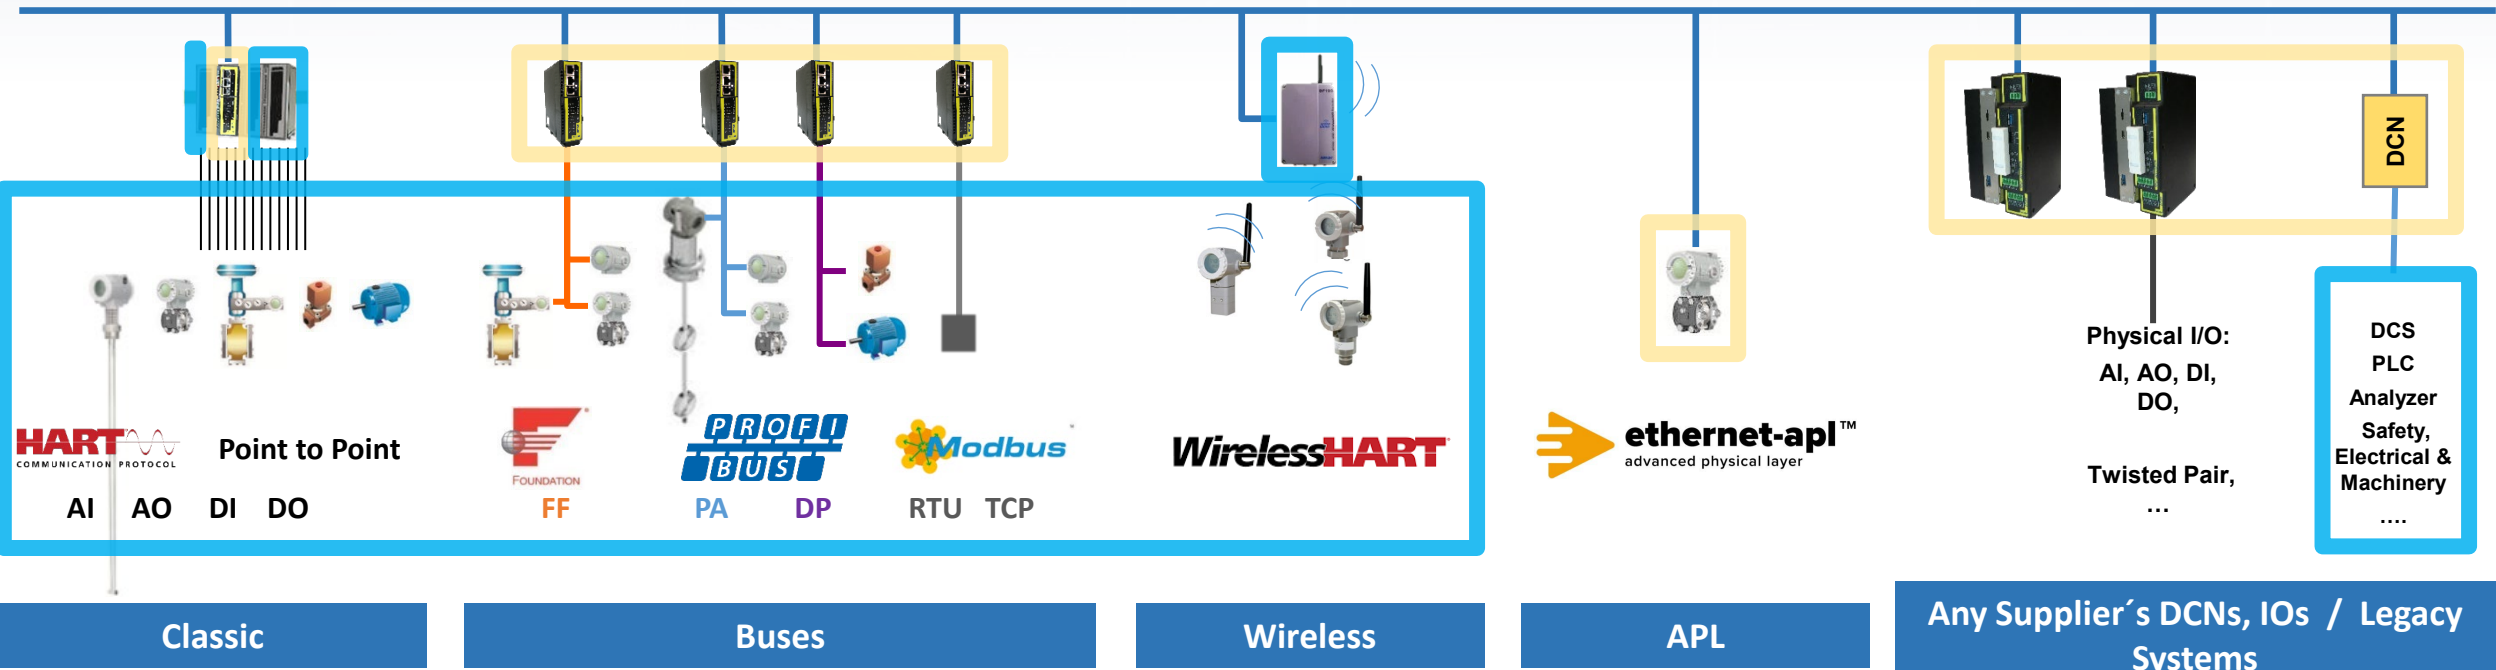 DCN
HART
COMMUNICATION PROTOCOL
Point to Point
AI AO DI DO
FOUNDATION
FF
PROFI
BUS
PA DP
Modbus
RTU TCP
WirelessHART
ethernet-apl™
advanced physical layer
Physical I/O:
AI, AO, DI,
DO,
Twisted Pair,
...
DCS
PLC
Analyzer
Safety,
Electrical &
Machinery
....
Classic
Buses
Wireless
APL
Any Supplier´s DCNs, IOs / Legacy
Systems